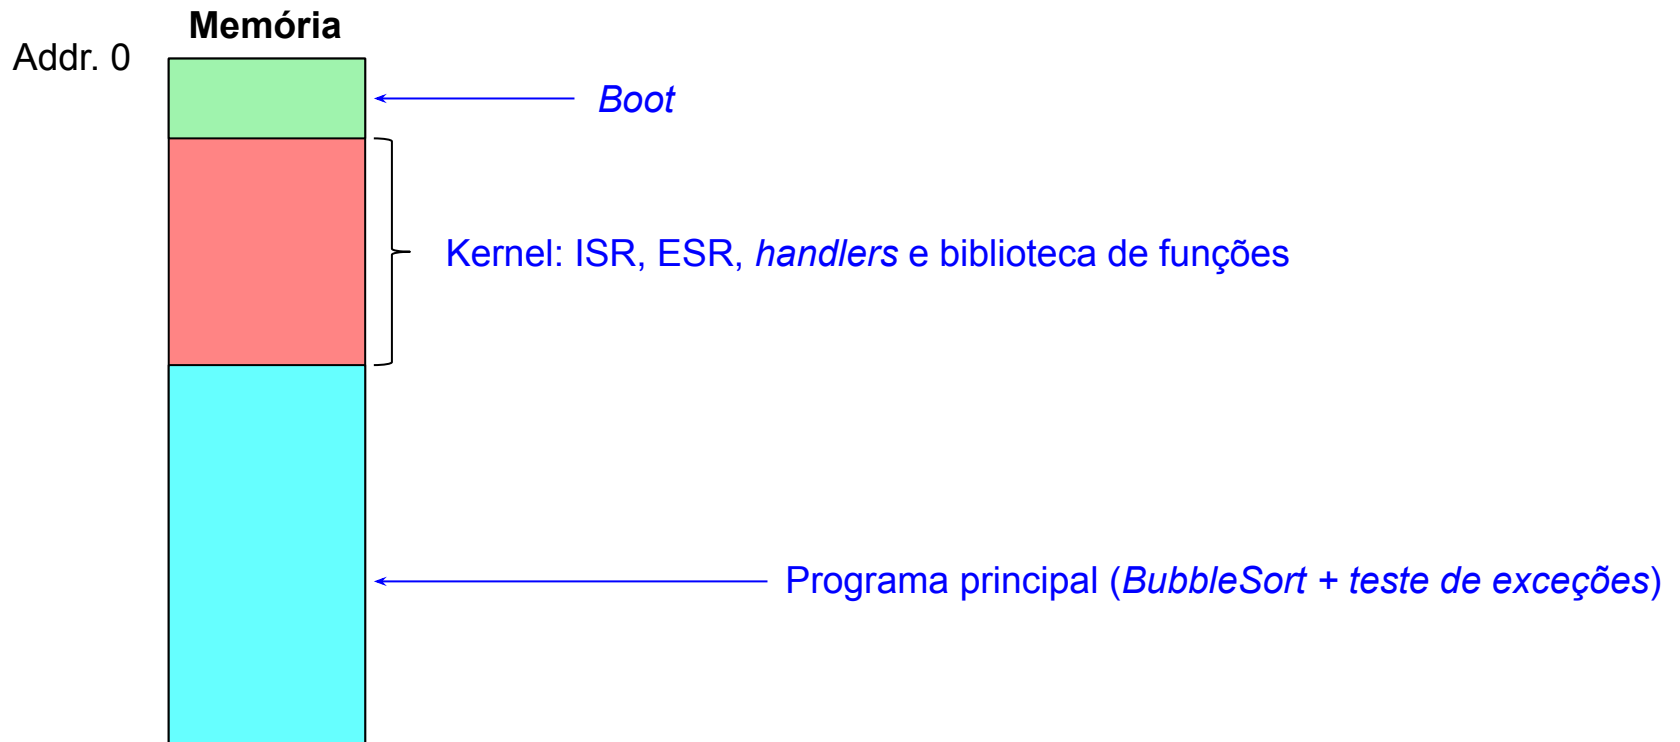 Memória
Addr. 0
Boot
Kernel: ISR, ESR, handlers e biblioteca de funções
Programa principal (BubbleSort + teste de exceções)